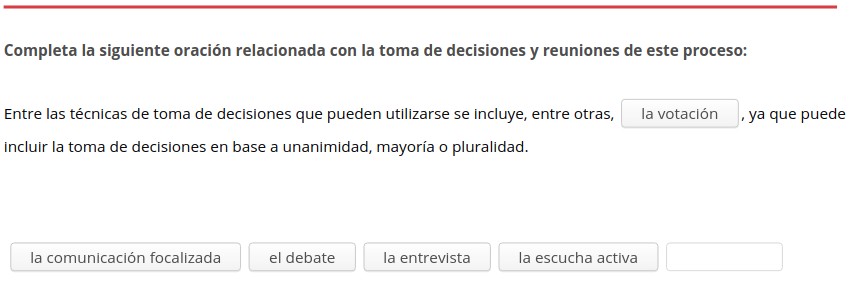 Completa la siguiente oración relacionada con la toma de decisiones y reuniones de este proceso:
Entre las técnicas de toma de decisiones que pueden utilizarse se incluye, entre otras, la votación , ya que puede
incluir la toma de decisiones en base a unanimidad, mayoría o pluralidad.
la comunicación focalizada el debate la entrevista la escucha activa